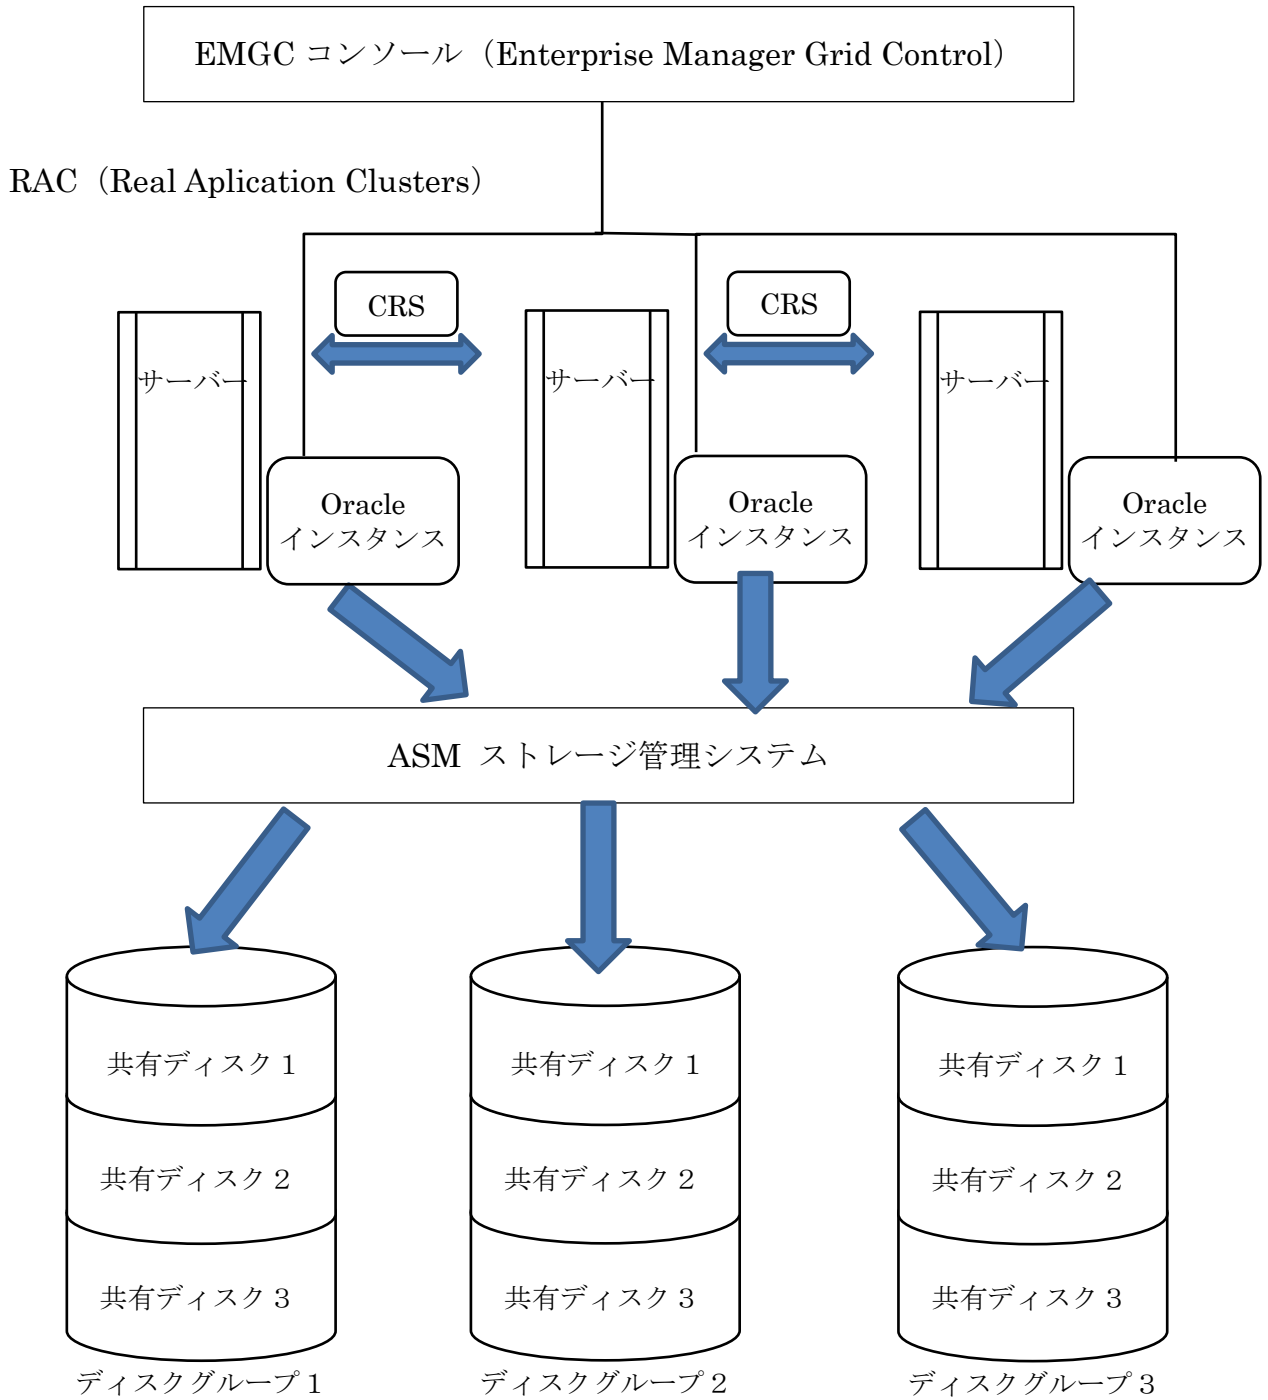 EMGC コンソール（Enterprise Manager Grid Control）
RAC（Real Aplication Clusters）
CRS
CRS
サーバー
サーバー
サーバー
Oracle
インスタンス
Oracle
インスタンス
Oracle
インスタンス
ASM ストレージ管理システム
共有ディスク１
共有ディスク１
共有ディスク１
共有ディスク２
共有ディスク２
共有ディスク２
共有ディスク３
共有ディスク３
共有ディスク３
ディスクグループ１
ディスクグループ２
ディスクグループ３